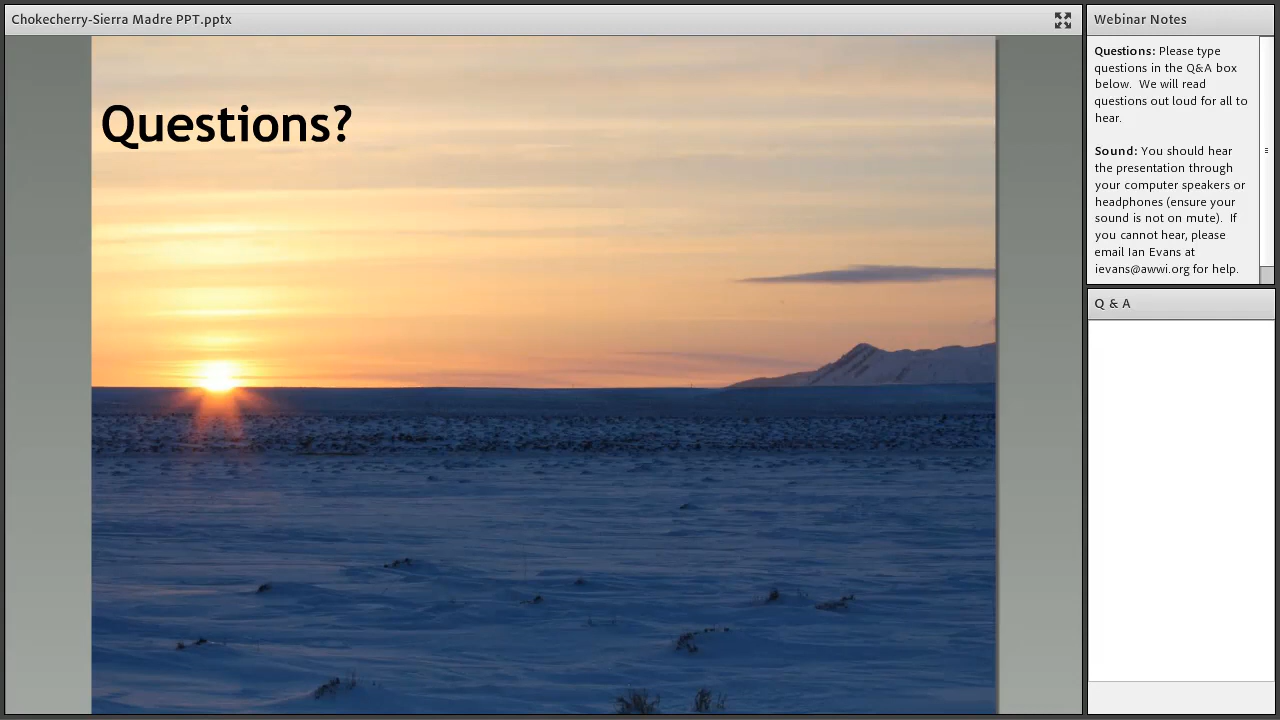 Chokecherry-Sierra Madre PPT.pptx
Questions?
Webinar Notes
Questions: Please type
questions in the Q&A box
below.  We will read
questions out loud for all to
hear.
Sound: You should hear
the presentation through
your computer speakers or
headphones (ensure your
sound is not on mute).  If
you cannot hear, please
email Ian Evans at
ievans@awwi.org for help.
Q & A